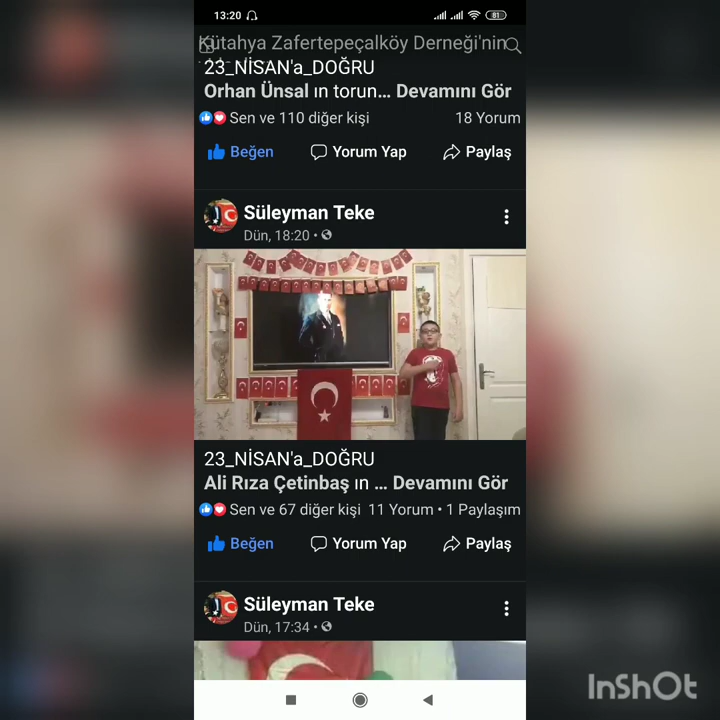 13:20
81
Kütahya Zafertepeçalköy Derneği'nin
23_NİSAN'a_DOĞRU
Orhan Ünsal ın torun... Devamını Gör
Sen ve 110 diğer kişi 18 Yorum
Beğen Yorum Yap Paylaş
Süleyman Teke
Dün, 18:20
23_NİSAN'a_DOĞRU
Ali Rıza Çetinbaş ın ... Devamını Gör
Sen ve 67 diğer kişi 11 Yorum • 1 Paylaşım
Beğen Yorum Yap Paylaş
Süleyman Teke
Dün, 17:34
InShOt